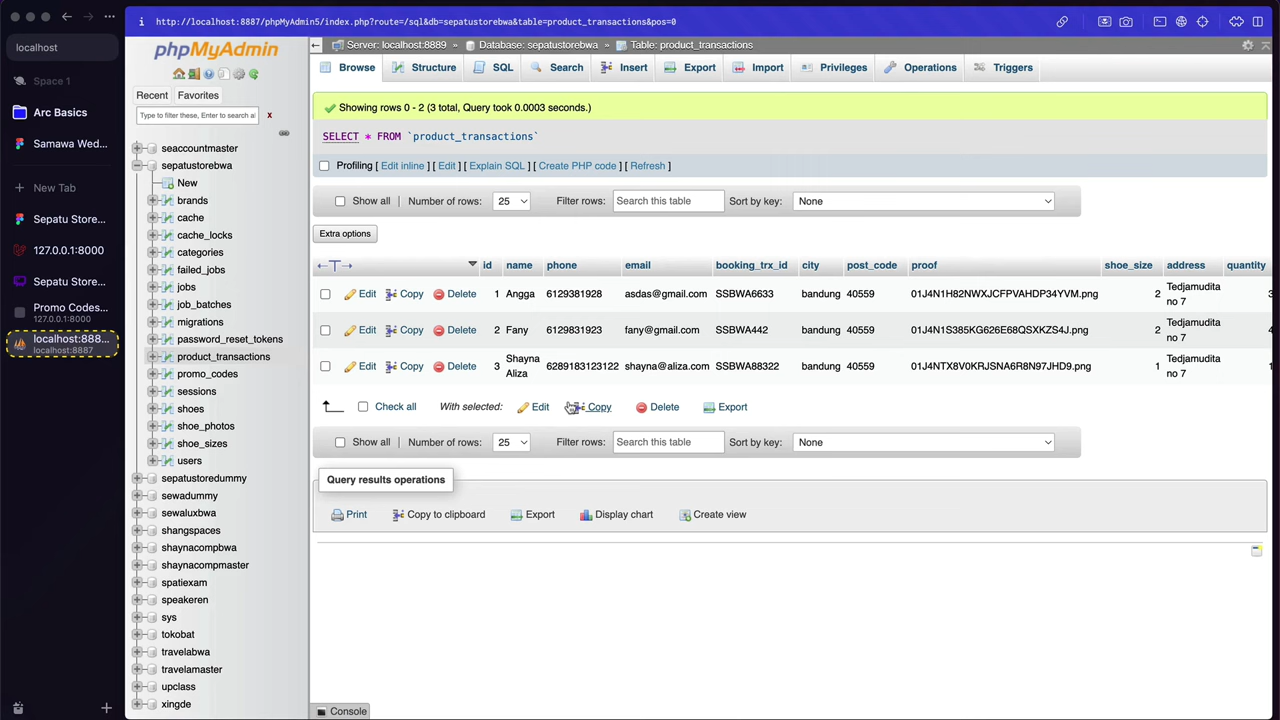 http://localhost:8887/phpMyAdmin5/index.php?route=/sql&db=sepatustorebwa&table=product_transactions&pos=0
localhost
Space 1
Arc Basics
Samawa Wed...
New Tab
Sepatu Store...
127.0.0.1:8000
Sepatu Store...
Promo Codes...
127.0.0.1:8000
localhost:888...
localhost:8887
phpMyAdmin
Recent Favorites
Type to filter these, Enter to search al x
seaccountmaster
sepatustorebwa
New
brands
cache
cache_locks
categories
failed_jobs
jobs
job_batches
migrations
password_reset_tokens
product_transactions
promo_codes
sessions
shoes
shoe_photos
shoe_sizes
users
sepatustoredummy
sewadummy
sewaluxbwa
shangspaces
shaynacompbwa
shaynacompmaster
spatiexam
speakeren
sys
tokobat
travelabwa
travelamaster
upclass
xingde
Server: localhost:8889 » Database: sepatustorebwa » Table: product_transactions
Browse Structure SQL Search Insert Export Import Privileges Operations Triggers
Showing rows 0 - 2 (3 total, Query took 0.0003 seconds.)
SELECT * FROM `product_transactions`
Profiling [ Edit inline ] [ Edit ] [ Explain SQL ] [ Create PHP code ] [ Refresh ]
Show all | Number of rows: 25 Filter rows: Search this table Sort by key: None
Extra options
id name phone email booking_trx_id city post_code proof shoe_size address quantity
Edit Copy Delete 1 Angga 6129381928 asdas@gmail.com SSBWA6633 bandung 40559 01J4N1H82NWXJCFPVAHDP34YVM.png 2 Tedjamudita no 7
Edit Copy Delete 2 Fany 6129381923 fany@gmail.com SSBWA442 bandung 40559 01J4N1S385KG626E68QSXKZS4J.png 2 Tedjamudita no 7
Edit Copy Delete 3 Shayna Aliza 6289183123122 shayna@aliza.com SSBWA88322 bandung 40559 01J4NTX8V0KRJSNA6R8N97JHD9.png 1 Tedjamudita no 7
Check all With selected: Edit Copy Delete Export
Show all | Number of rows: 25 Filter rows: Search this table Sort by key: None
Query results operations
Print Copy to clipboard Export Display chart Create view
Console